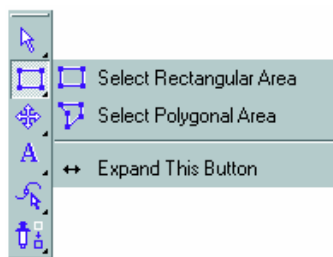 Select Rectangular Area
Select Polygonal Area
A
Expand This Button